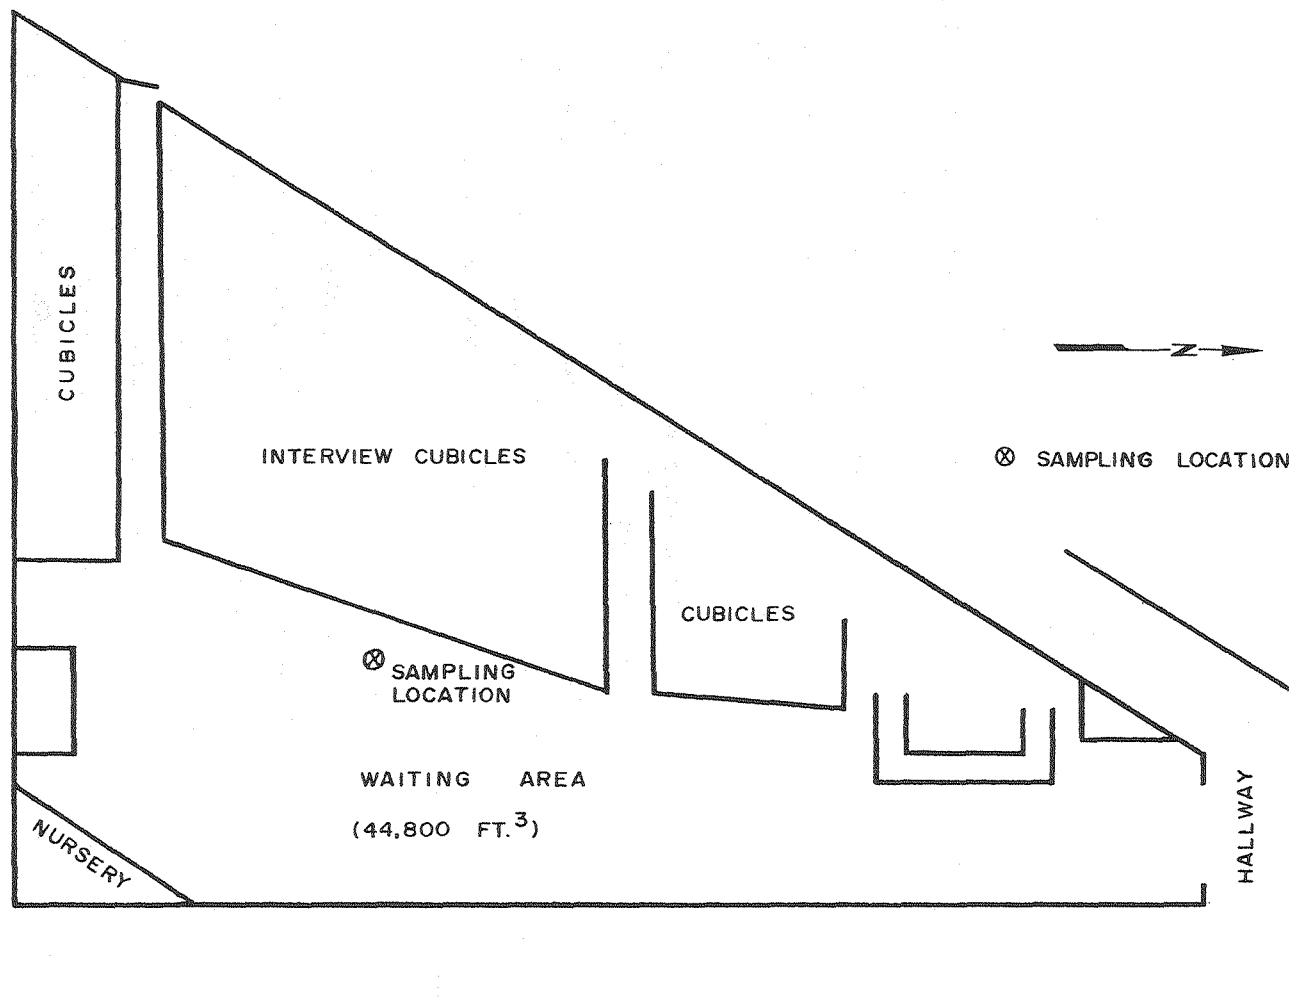 CUBICLES
INTERVIEW CUBICLES
N
SAMPLING LOCATION
CUBICLES
SAMPLING
LOCATION
WAITING AREA
(44,800 FT.3)
NURSERY
HALLWAY